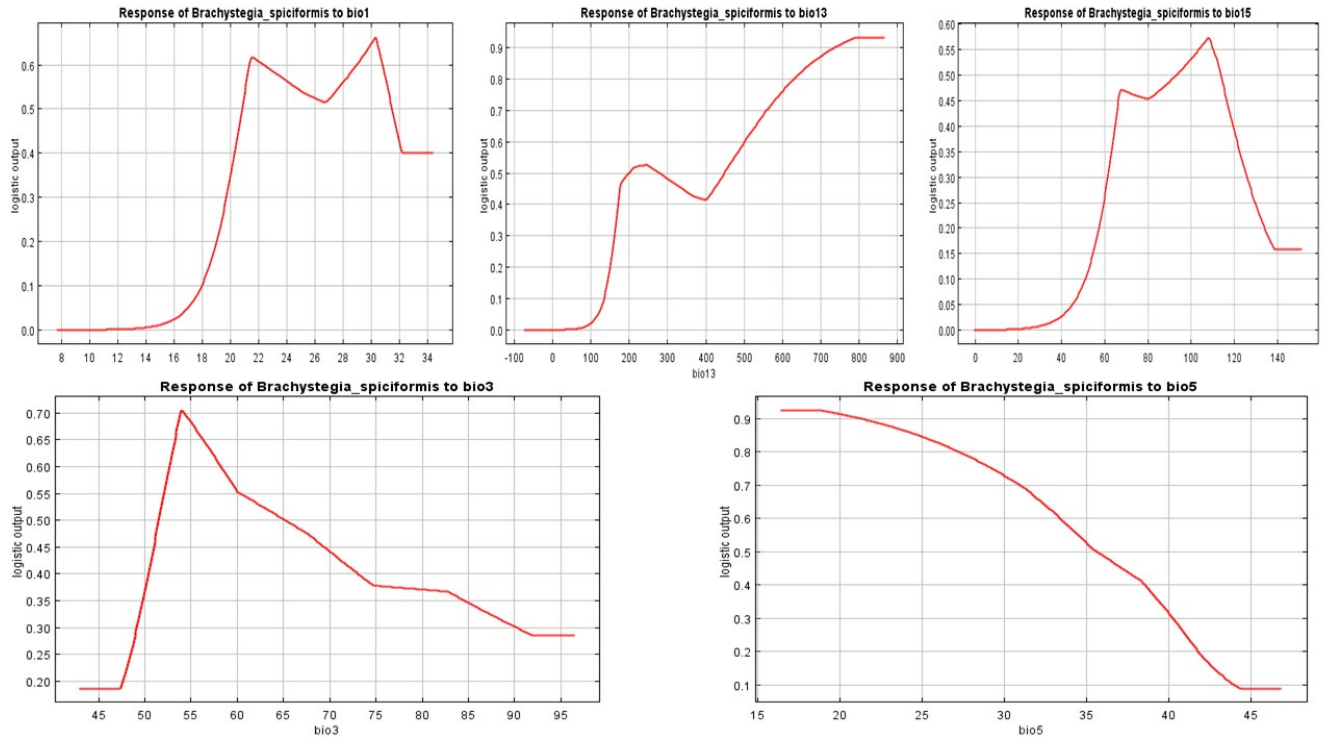 Response of Brachystegia_spiciformis to bio1
logistic output
0.6
0.5
0.4
0.3
0.2
0.1
0.0
8 10 12 14 16 18 20 22 24 26 28 30 32 34
Response of Brachystegia_spiciformis to bio13
logistic output
0.9
0.8
0.7
0.6
0.5
0.4
0.3
0.2
0.1
0.0
-100 0 100 200 300 400 500 600 700 800 900
bio13
Response of Brachystegia_spiciformis to bio15
logistic output
0.60
0.55
0.50
0.45
0.40
0.35
0.30
0.25
0.20
0.15
0.10
0.05
0.00
0 20 40 60 80 100 120 140
Response of Brachystegia_spiciformis to bio3
logistic output
0.70
0.65
0.60
0.55
0.50
0.45
0.40
0.35
0.30
0.25
0.20
45 50 55 60 65 70 75 80 85 90 95
bio3
Response of Brachystegia_spiciformis to bio5
logistic output
0.9
0.8
0.7
0.6
0.5
0.4
0.3
0.2
0.1
15 20 25 30 35 40 45
bio5